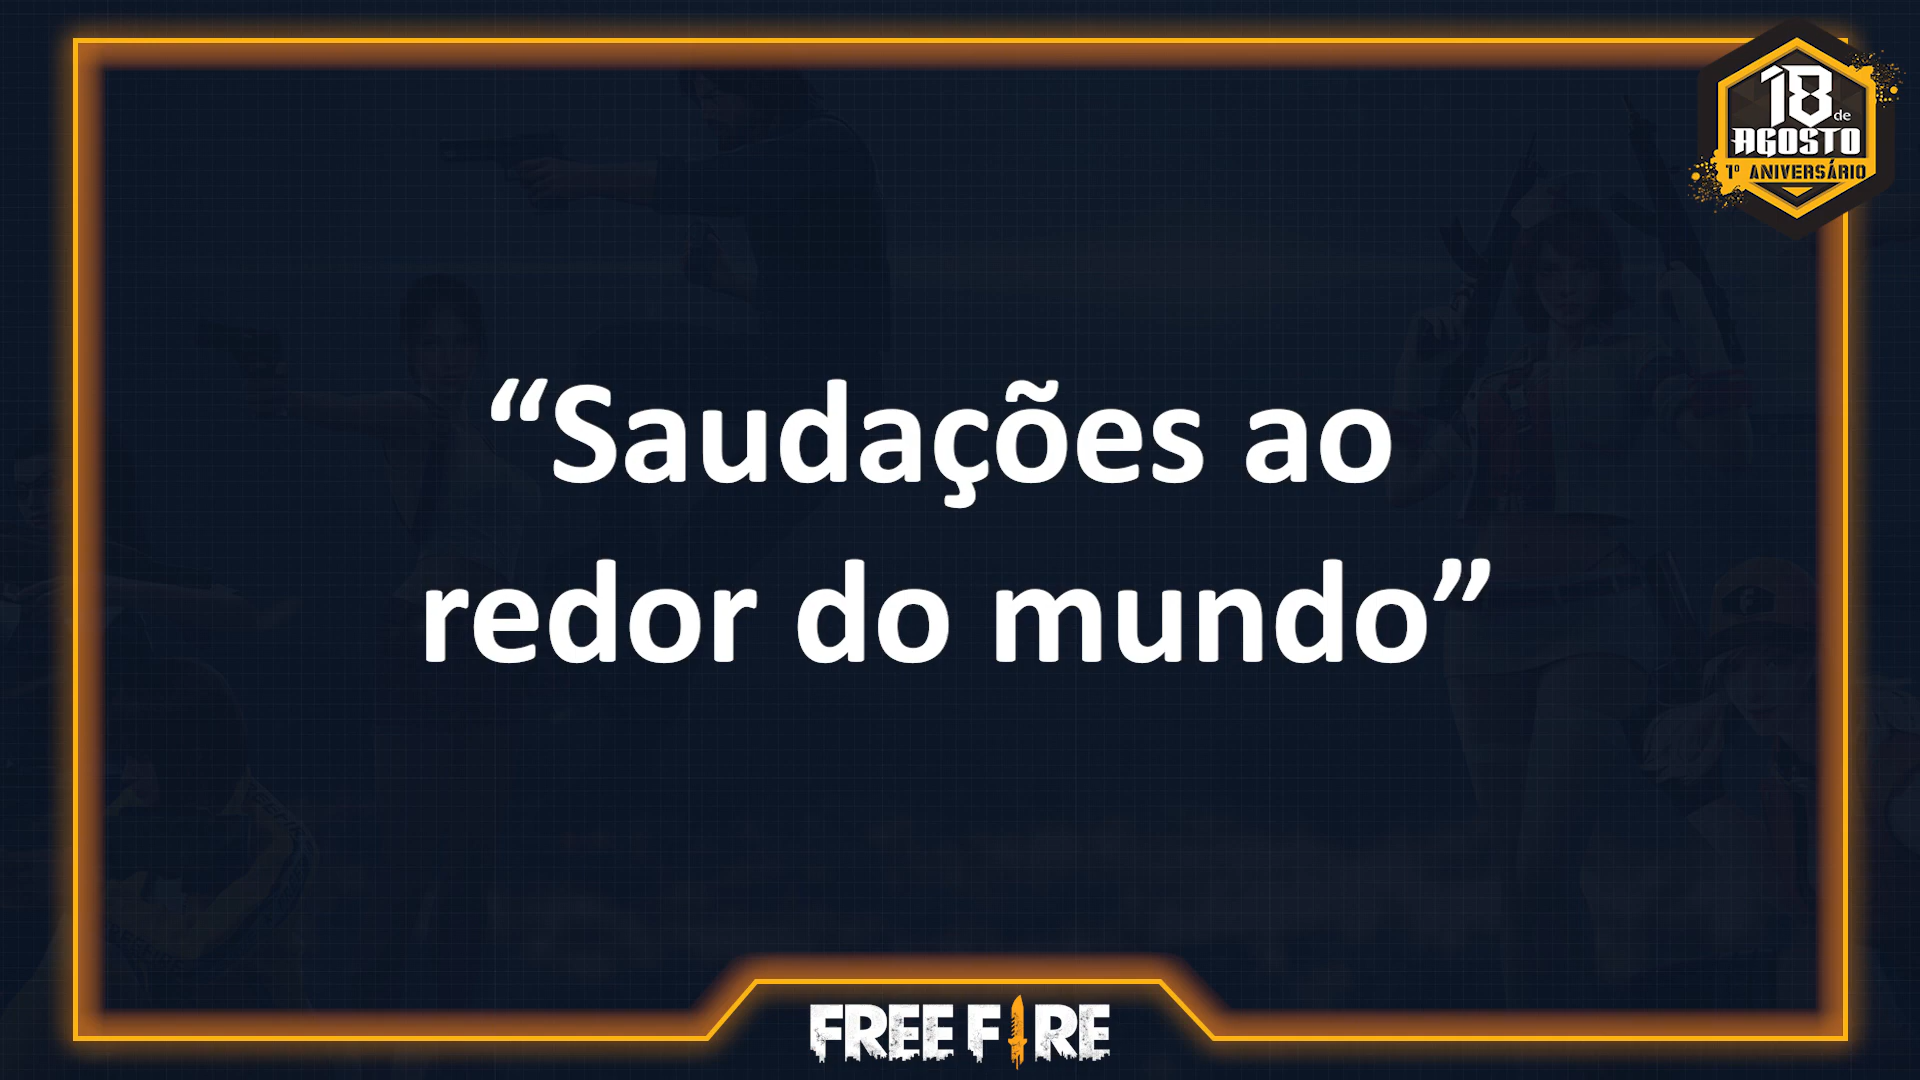 18 de
AGOSTO
1º ANIVERSÁRIO
“Saudações ao
redor do mundo”
FREE FIRE